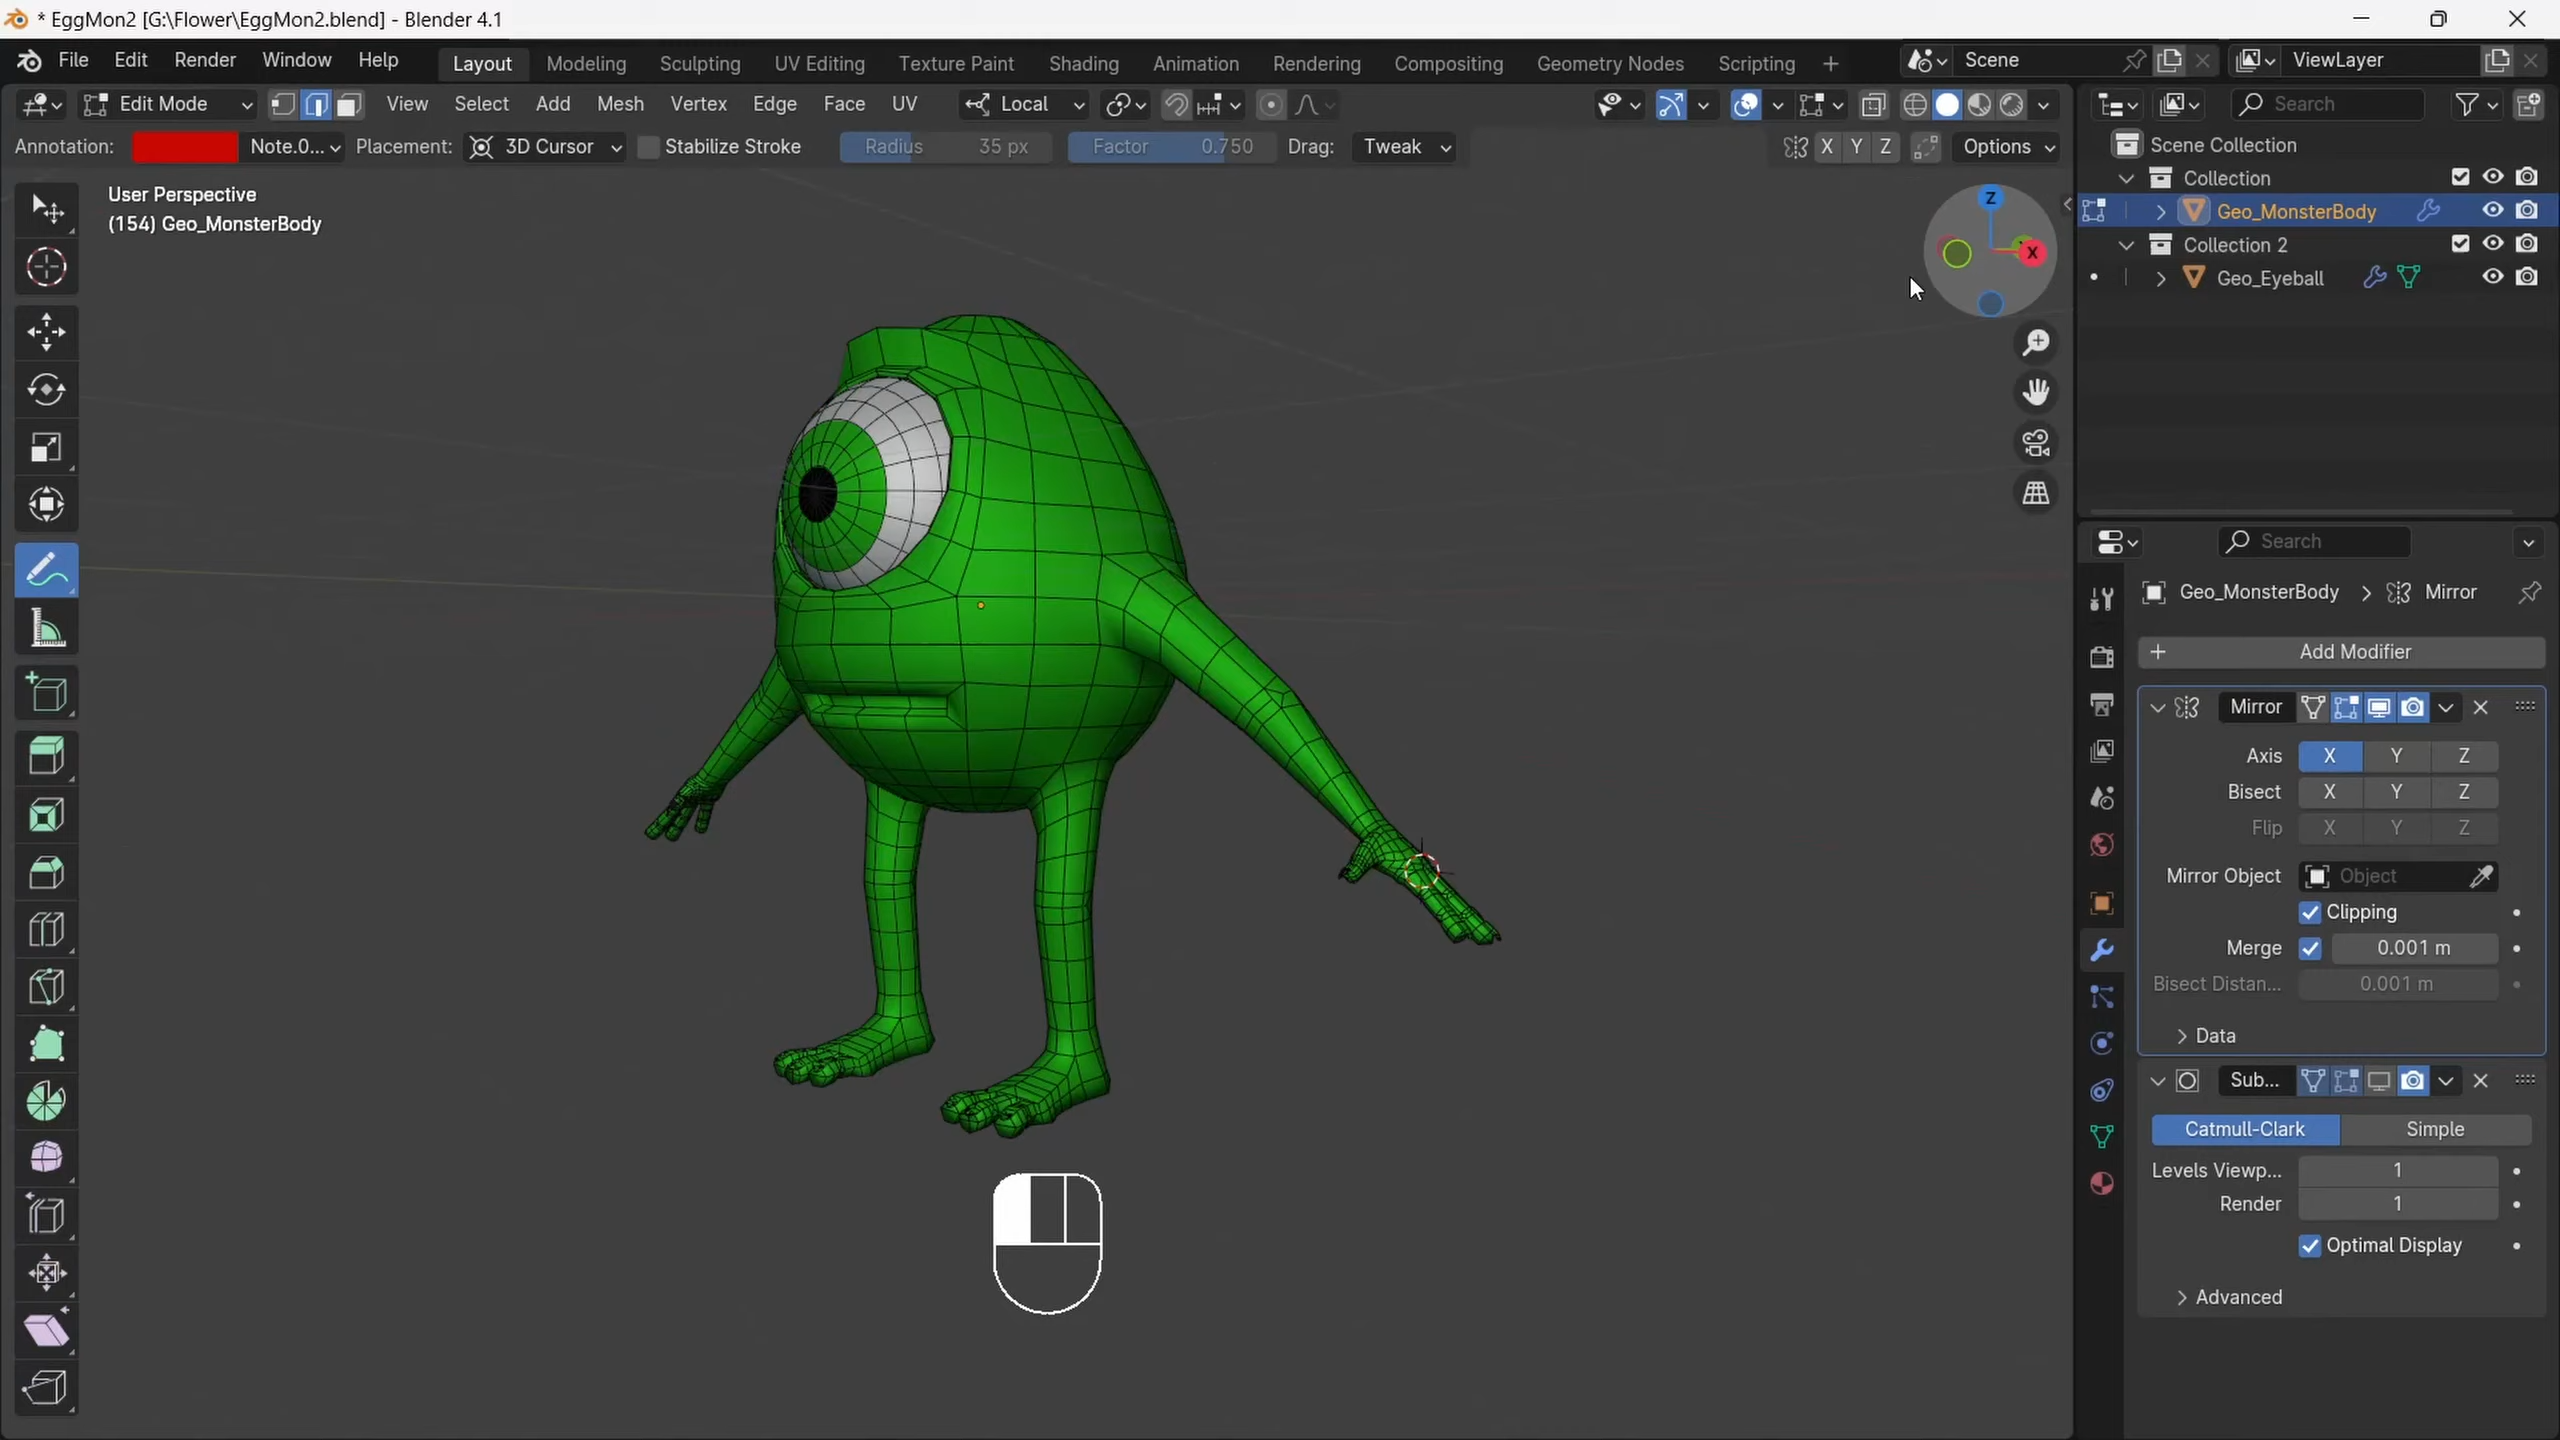 * EggMon2 [G:\Flower\EggMon2.blend] - Blender 4.1
File Edit Render Window Help Layout Modeling Sculpting UV Editing Texture Paint Shading Animation Rendering Compositing Geometry Nodes Scripting + Scene ViewLayer
Edit Mode View Select Add Mesh Vertex Edge Face UV Local Search
Annotation: Note.0... Placement: 3D Cursor Stabilize Stroke Radius 35 px Factor 0.750 Drag: Tweak X Y Z Options
User Perspective
(154) Geo_MonsterBody
Z
X
Scene Collection
Collection
Geo_MonsterBody
Collection 2
Geo_Eyeball
Search
Geo_MonsterBody > Mirror
+ Add Modifier
Mirror
Axis X Y Z
Bisect X Y Z
Flip X Y Z
Mirror Object Object
Clipping
Merge 0.001 m
Bisect Distan... 0.001 m
Data
Sub...
Catmull-Clark Simple
Levels Viewp... 1
Render 1
Optimal Display
Advanced